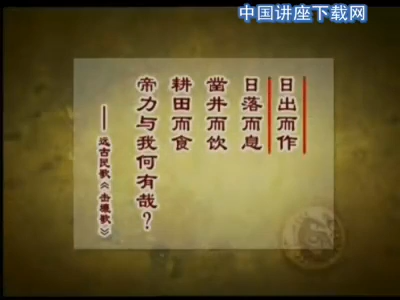 中国讲座下载网
日出而作
日落而息
凿井而饮
耕田而食
帝力与我何有哉？
——远古民歌《击壤歌》